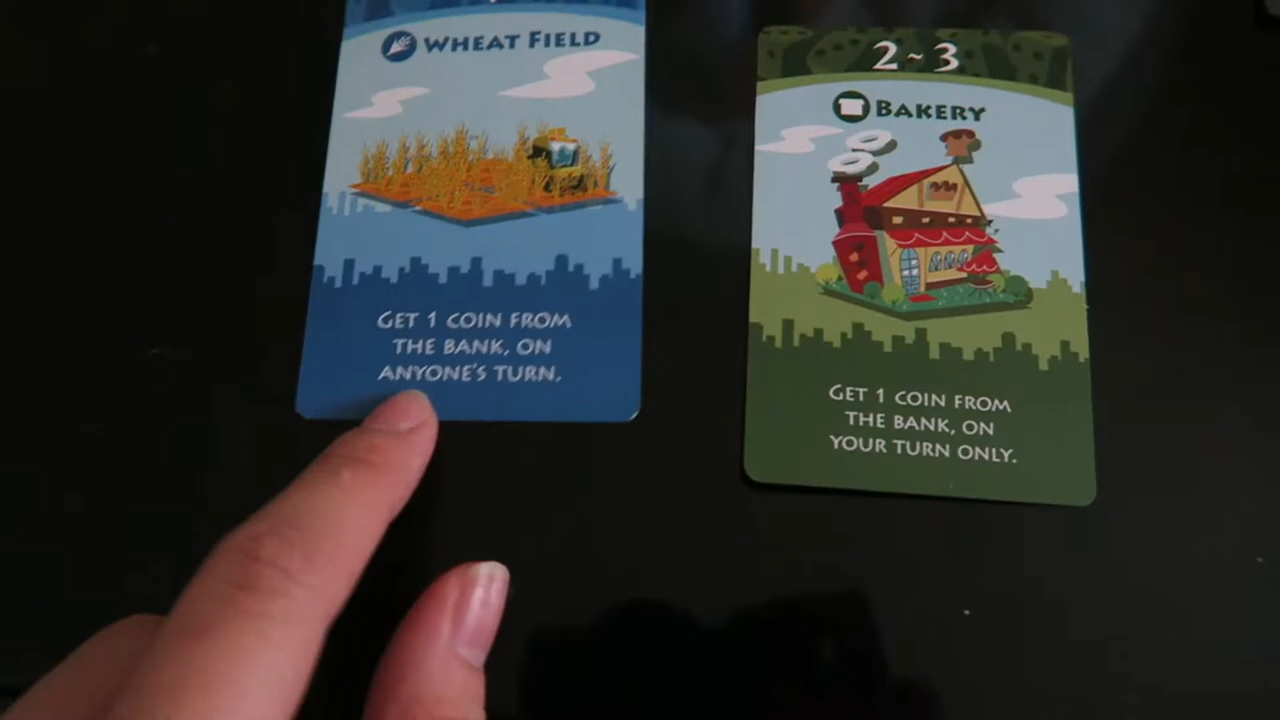 WHEAT FIELD
GET 1 COIN FROM
THE BANK, ON
ANYONE'S TURN.
2~3
BAKERY
GET 1 COIN FROM
THE BANK, ON
YOUR TURN ONLY.